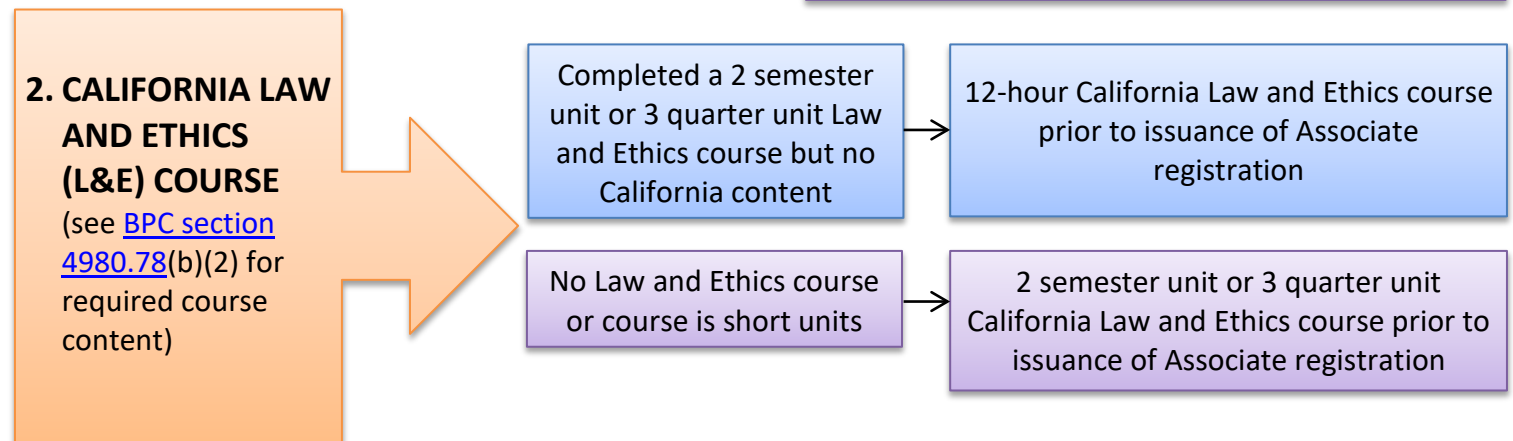 2. CALIFORNIA LAW
AND ETHICS
(L&E) COURSE
(see BPC section
4980.78(b)(2) for
required course
content)
Completed a 2 semester
unit or 3 quarter unit Law
and Ethics course but no
California content
12-hour California Law and Ethics course
prior to issuance of Associate
registration
No Law and Ethics course
or course is short units
2 semester unit or 3 quarter unit
California Law and Ethics course prior to
issuance of Associate registration